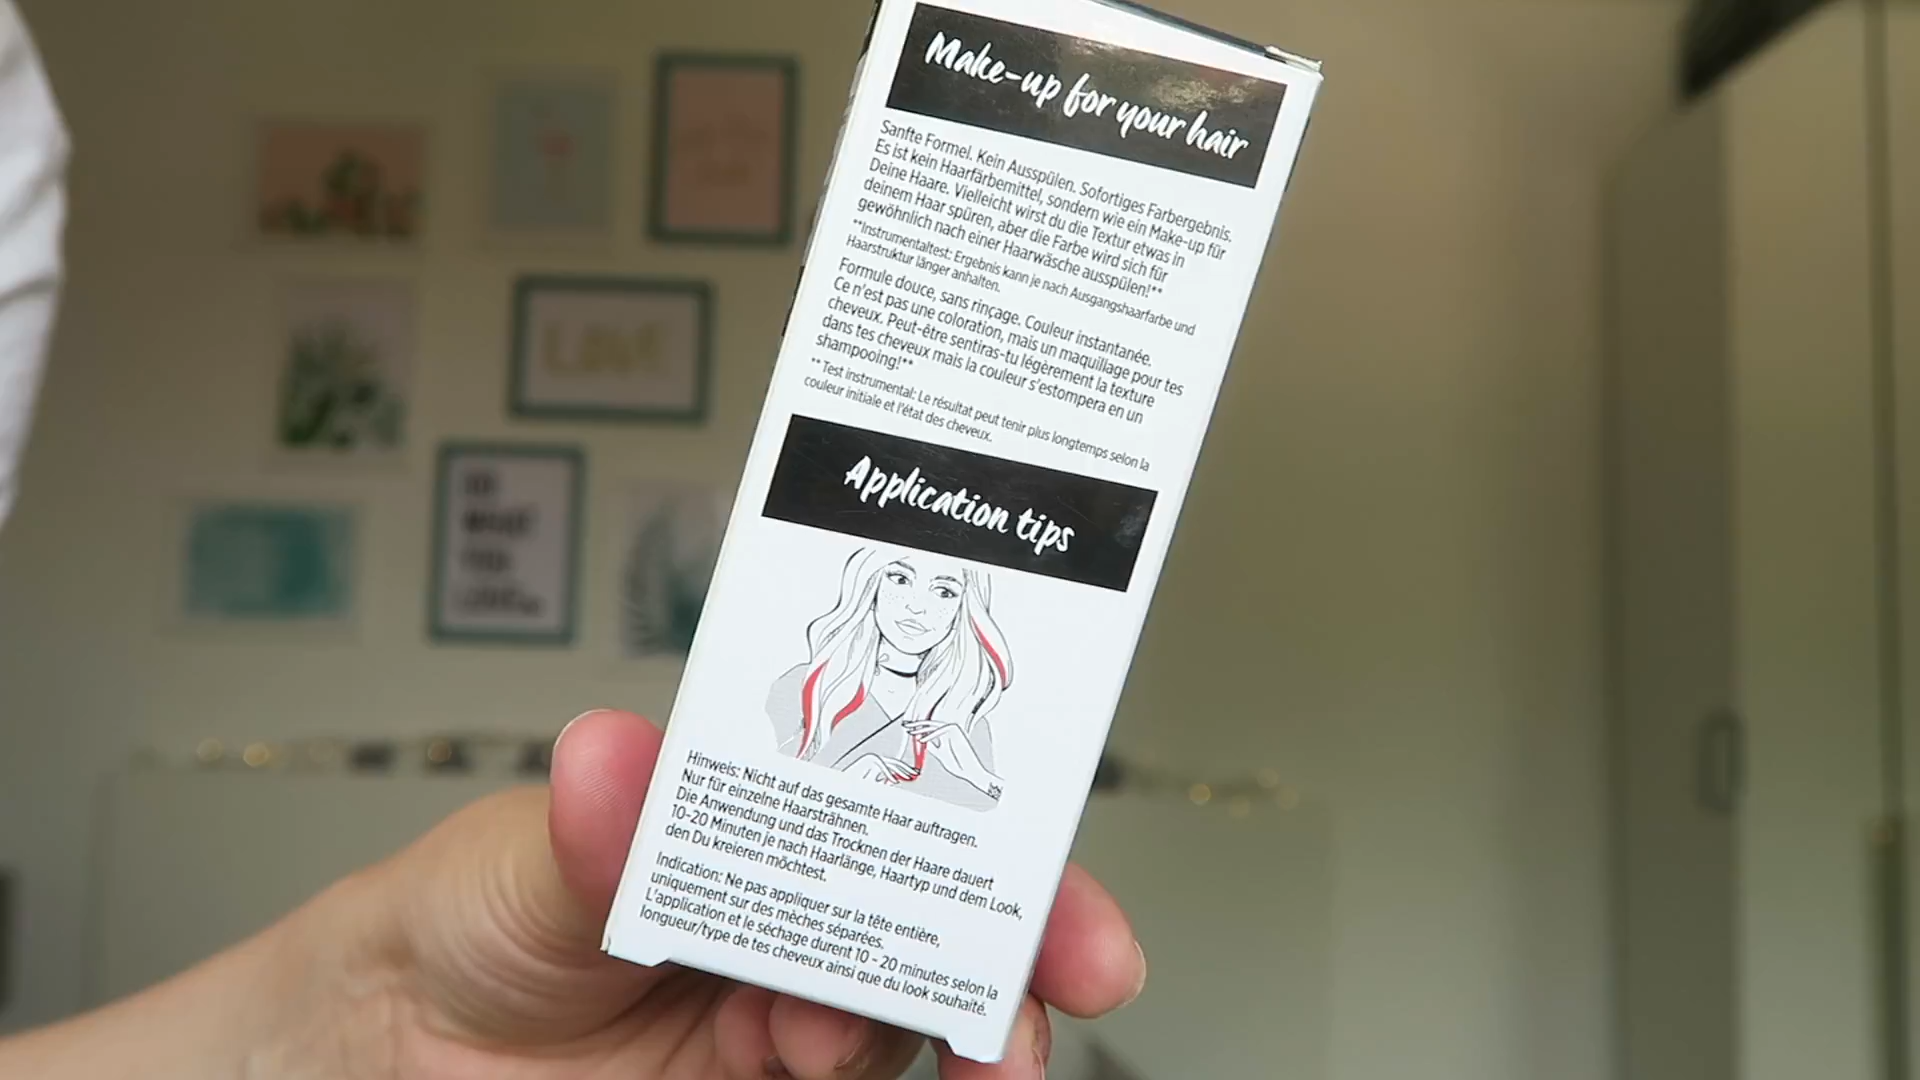 Make-up for your hair
Sanfte Formel. Kein Ausspülen. Sofortiges Farbergebnis.
Es ist kein Haarfärbemittel, sondern wie ein Make-up für
Deine Haare. Vielleicht wirst du die Textur etwas in
deinem Haar spüren, aber die Farbe wird sich für
gewöhnlich nach einer Haarwäsche ausspülen!**
**Instrumentaltest: Ergebnis kann je nach Ausgangshaarfarbe und
Haarstruktur länger anhalten.
Formule douce, sans rinçage. Couleur instantanée.
Ce n'est pas une coloration, mais un maquillage pour tes
cheveux. Peut-être sentiras-tu légèrement la texture
dans tes cheveux mais la couleur s'estompera en un
shampooing!**
** Test instrumental: Le résultat peut tenir plus longtemps selon la
couleur initiale et l'état des cheveux.
Application tips
Hinweis: Nicht auf das gesamte Haar auftragen.
Nur für einzelne Haarsträhnen.
Die Anwendung und das Trocknen der Haare dauert
10-20 Minuten je nach Haarlänge, Haartyp und dem Look,
den Du kreieren möchtest.
Indication: Ne pas appliquer sur la tête entière,
uniquement sur des mèches séparées.
L'application et le séchage durent 10 - 20 minutes selon la
longueur/type de tes cheveux ainsi que du look souhaité.